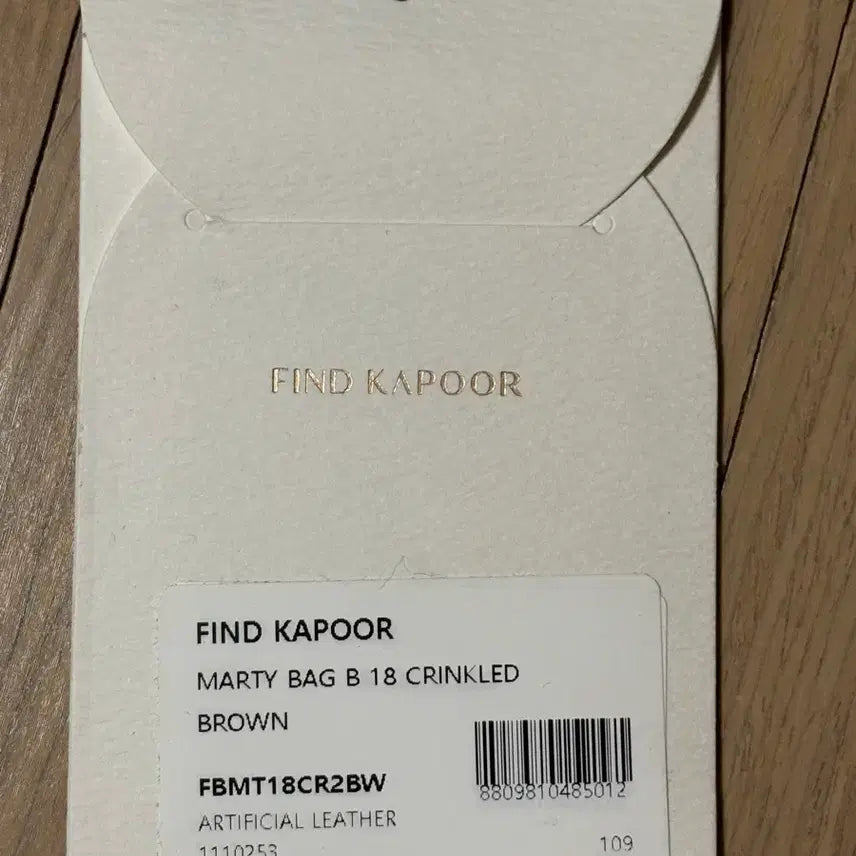 FIND KAPOOR
FIND KAPOOR
MARTY BAG B 18 CRINKLED
BROWN
FBMT18CR2BW
8809810485012
ARTIFICIAL LEATHER
1110253
109